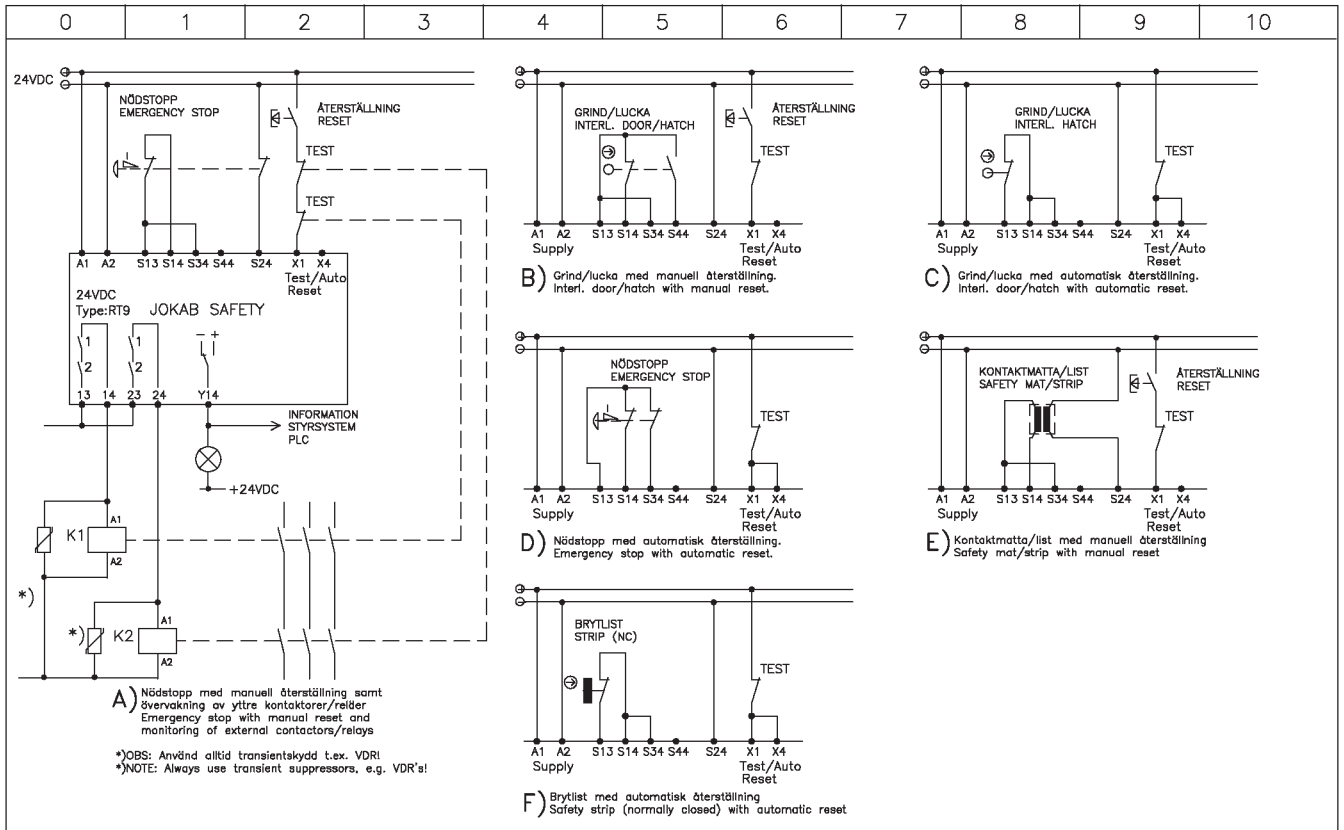 0 1 2 3 4 5 6 7 8 9 10
24VDC
NÖDSTOPP
EMERGENCY STOP
ÅTERSTÄLLNING
RESET
TEST
TEST
A1 A2 S13 S14 S34 S44 S24 X1 X4
Test/Auto
Reset
24VDC
Type:RT9 JOKAB SAFETY
- +
1 1
2 2
13 14 23 24 Y14
INFORMATION
STYRSYSTEM
PLC
+24VDC
A1
K1
A2
*)
A1
*) K2
A2
A) Nödstopp med manuell återställning samt
övervakning av yttre kontaktorer/reläer
Emergency stop with manual reset and
monitoring of external contactors/relays
*)OBS: Använd alltid transientskydd t.ex. VDR!
*)NOTE: Always use transient suppressors, e.g. VDR's!
GRIND/LUCKA
INTERL. DOOR/HATCH
ÅTERSTÄLLNING
RESET
TEST
A1 A2 S13 S14 S34 S44 S24 X1 X4
Supply Test/Auto
Reset
B) Grind/lucka med manuell återställning.
Interl. door/hatch with manual reset.
GRIND/LUCKA
INTERL. HATCH
TEST
A1 A2 S13 S14 S34 S44 S24 X1 X4
Supply Test/Auto
Reset
C) Grind/lucka med automatisk återställning.
Interl. door/hatch with automatic reset.
NÖDSTOPP
EMERGENCY STOP
TEST
A1 A2 S13 S14 S34 S44 S24 X1 X4
Supply Test/Auto
Reset
D) Nödstopp med automatisk återställning.
Emergency stop with automatic reset.
KONTAKTMATTA/LIST
SAFETY MAT/STRIP
ÅTERSTÄLLNING
RESET
TEST
A1 A2 S13 S14 S34 S44 S24 X1 X4
Supply Test/Auto
Reset
E) Kontaktmatta/list med manuell återställning
Safety mat/strip with manual reset
BRYTLIST
STRIP (NC)
TEST
A1 A2 S13 S14 S34 S44 S24 X1 X4
Supply Test/Auto
Reset
F) Brytlist med automatisk återställning
Safety strip (normally closed) with automatic reset